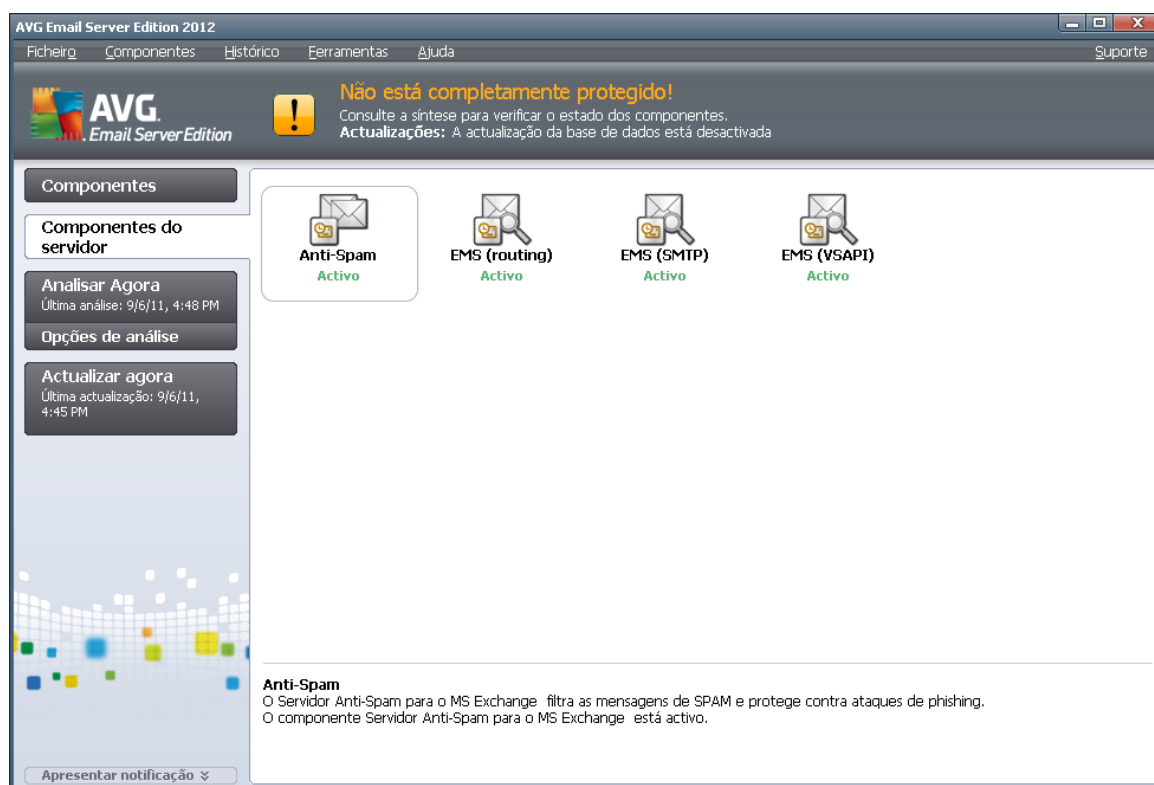 AVG Email Server Edition 2012
Ficheiro Componentes Histórico Ferramentas Ajuda Suporte
AVG.
Email Server Edition
Não está completamente protegido!
Consulte a síntese para verificar o estado dos componentes.
Actualizações: A actualização da base de dados está desactivada
Componentes
Componentes do
servidor
Analisar Agora
Última análise: 9/6/11, 4:48 PM
Opções de análise
Actualizar agora
Última actualização: 9/6/11,
4:45 PM
Anti-Spam
Activo
EMS (routing)
Activo
EMS (SMTP)
Activo
EMS (VSAPI)
Activo
Anti-Spam
O Servidor Anti-Spam para o MS Exchange filtra as mensagens de SPAM e protege contra ataques de phishing.
O componente Servidor Anti-Spam para o MS Exchange está activo.
Apresentar notificação